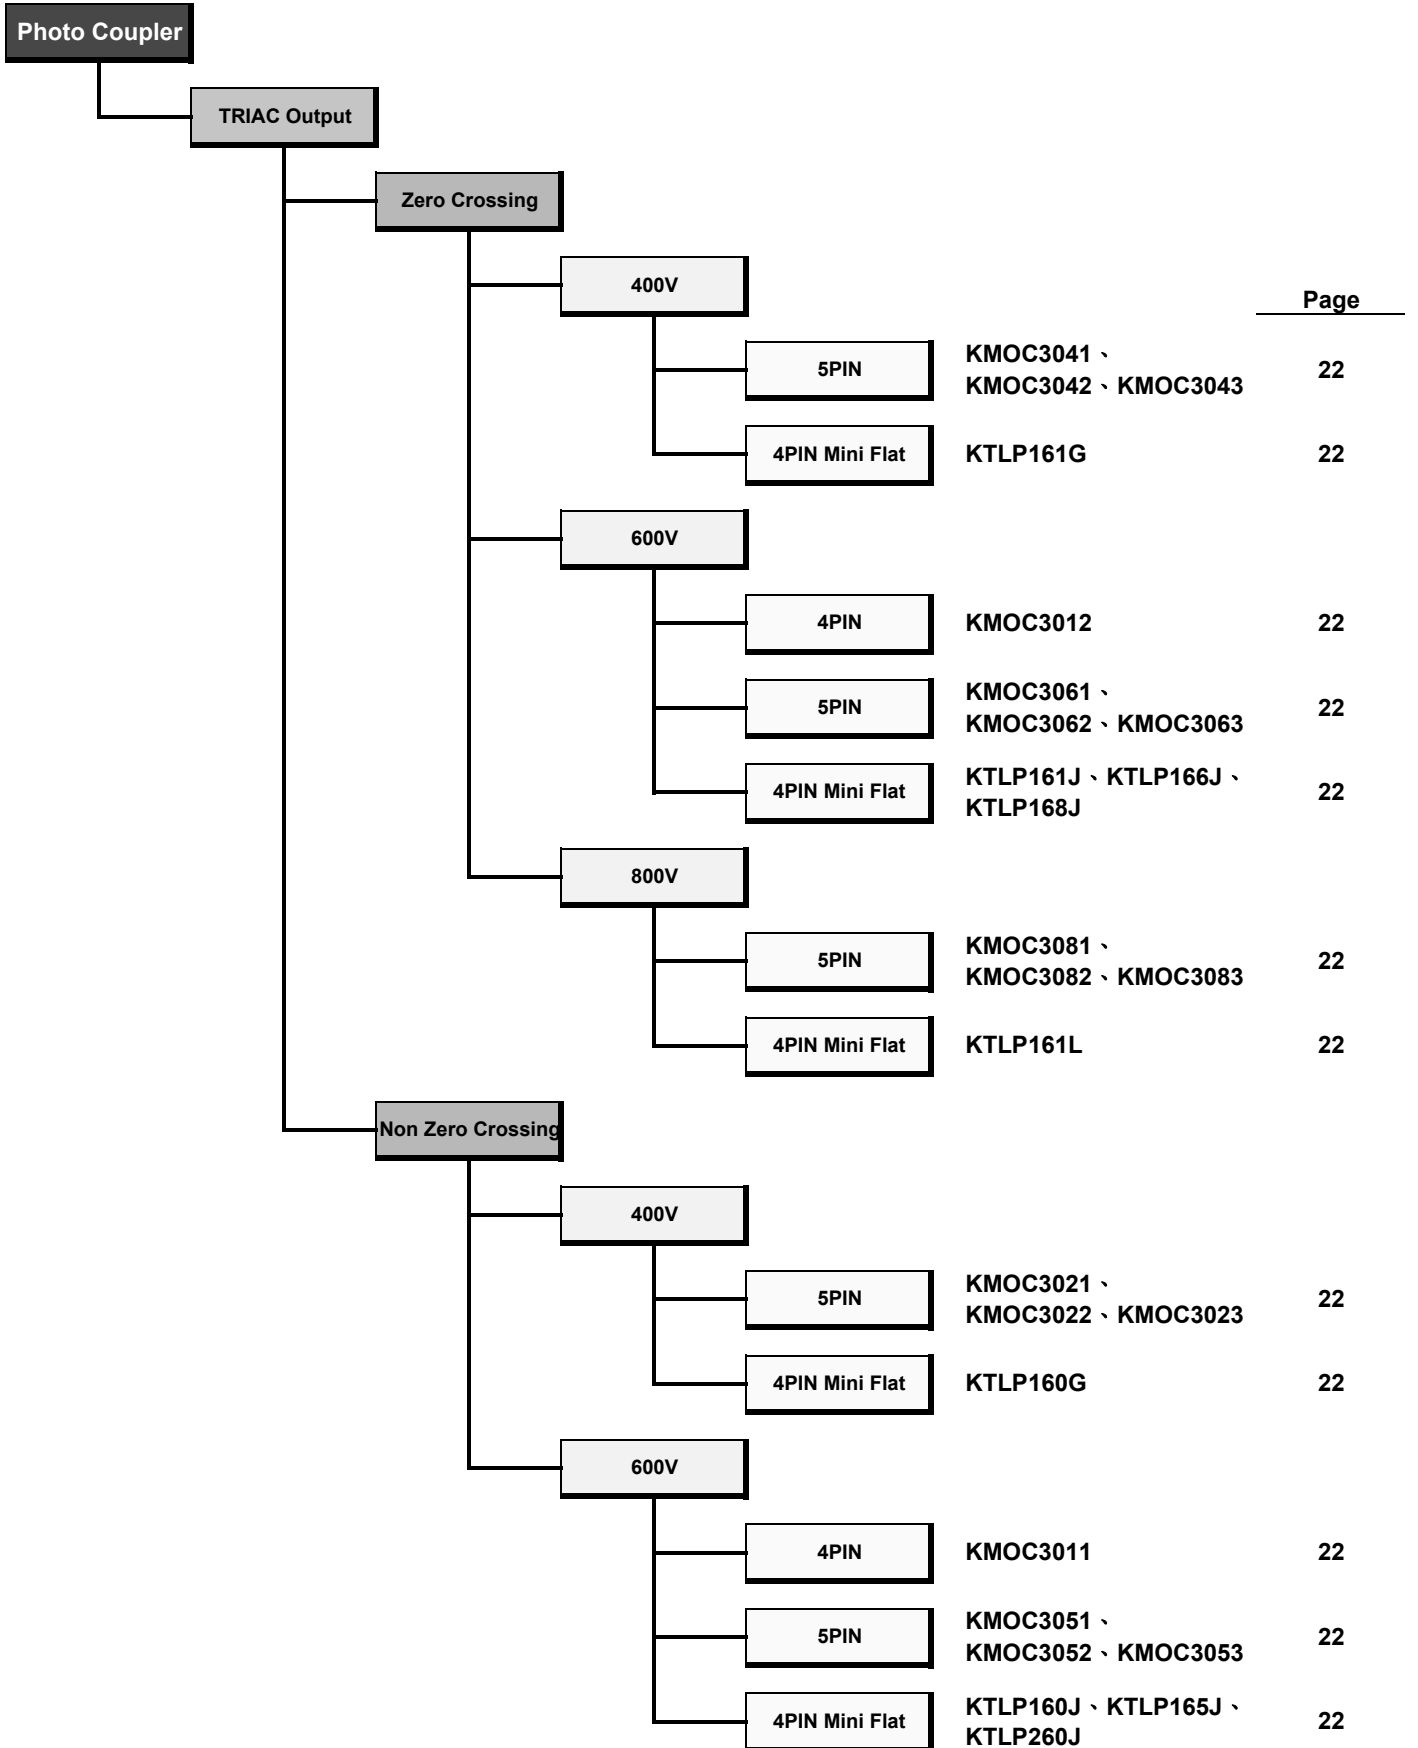 Photo Coupler
TRIAC Output
Zero Crossing
400V
Page
5PIN
KMOC3041、
KMOC3042、KMOC3043
22
4PIN Mini Flat
KTLP161G
22
600V
4PIN
KMOC3012
22
5PIN
KMOC3061、
KMOC3062、KMOC3063
22
4PIN Mini Flat
KTLP161J、KTLP166J、
KTLP168J
22
800V
5PIN
KMOC3081、
KMOC3082、KMOC3083
22
4PIN Mini Flat
KTLP161L
22
Non Zero Crossing
400V
5PIN
KMOC3021、
KMOC3022、KMOC3023
22
4PIN Mini Flat
KTLP160G
22
600V
4PIN
KMOC3011
22
5PIN
KMOC3051、
KMOC3052、KMOC3053
22
4PIN Mini Flat
KTLP160J、KTLP165J、
KTLP260J
22